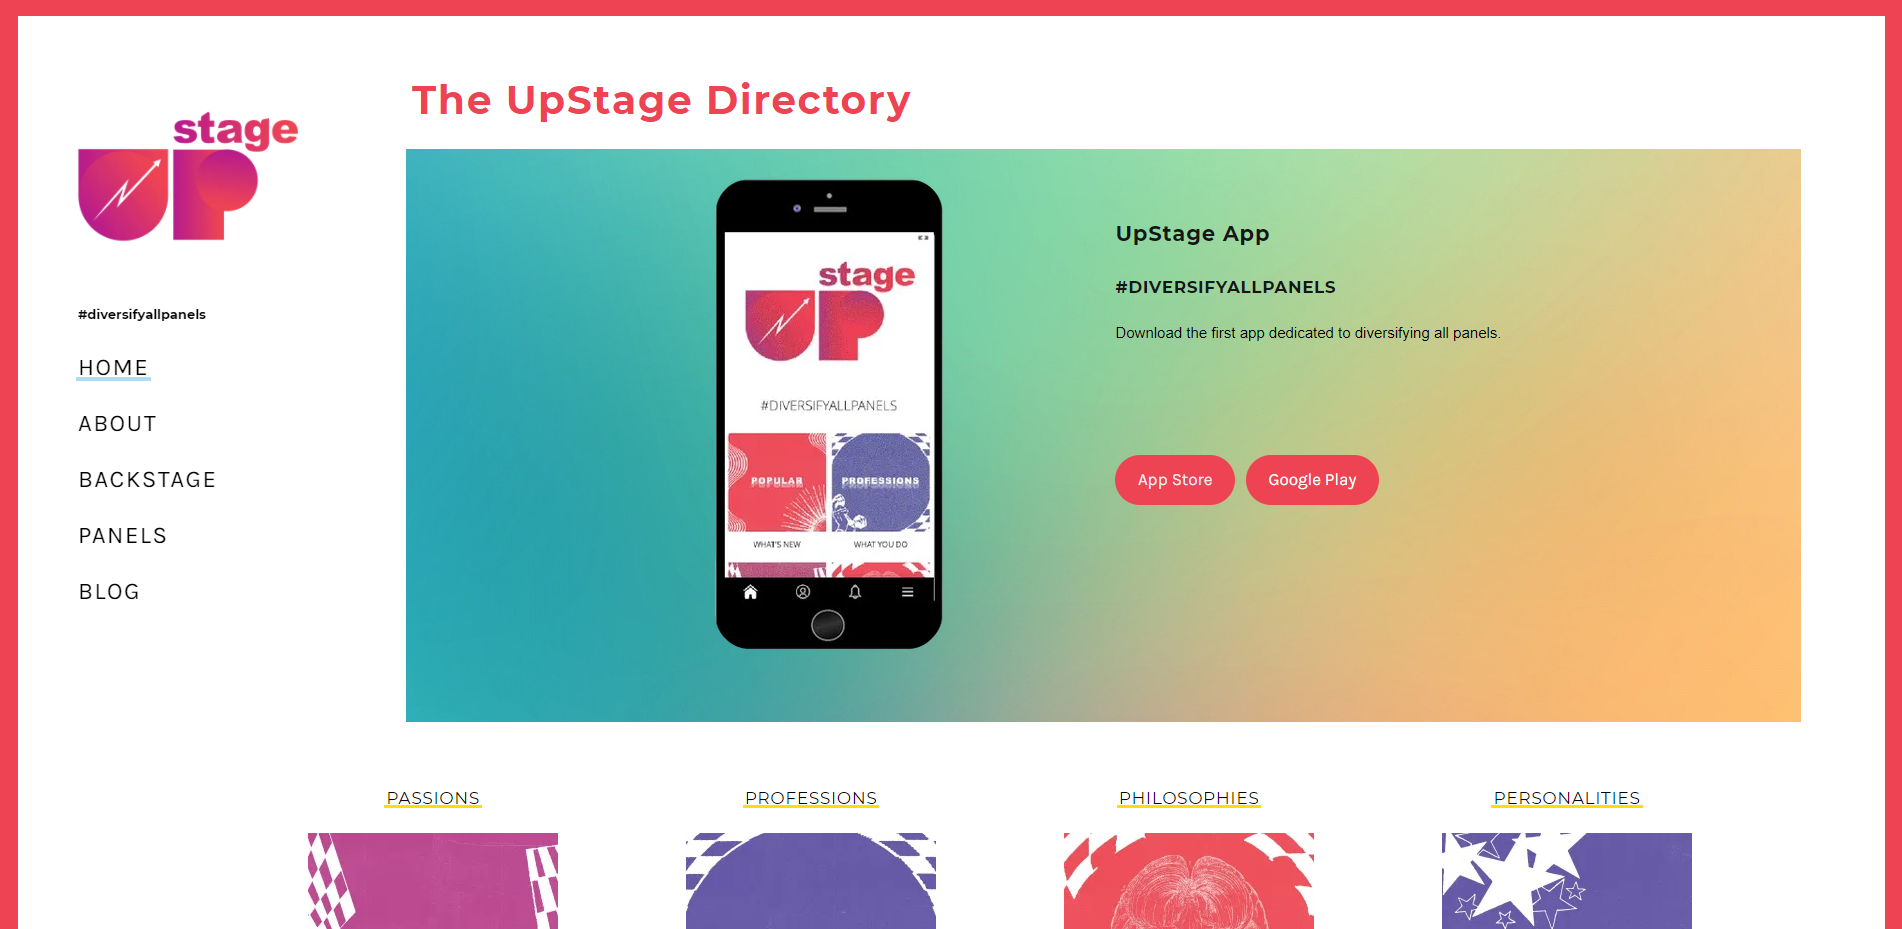 The UpStage Directory
stage
UP
#diversifyallpanels
HOME
ABOUT
BACKSTAGE
PANELS
BLOG
stage
UP
#DIVERSIFYALLPANELS
POPULAR
PROFESSIONS
WHAT'S NEW
WHAT YOU DO
UpStage App
#DIVERSIFYALLPANELS
Download the first app dedicated to diversifying all panels.
App Store
Google Play
PASSIONS
PROFESSIONS
PHILOSOPHIES
PERSONALITIES